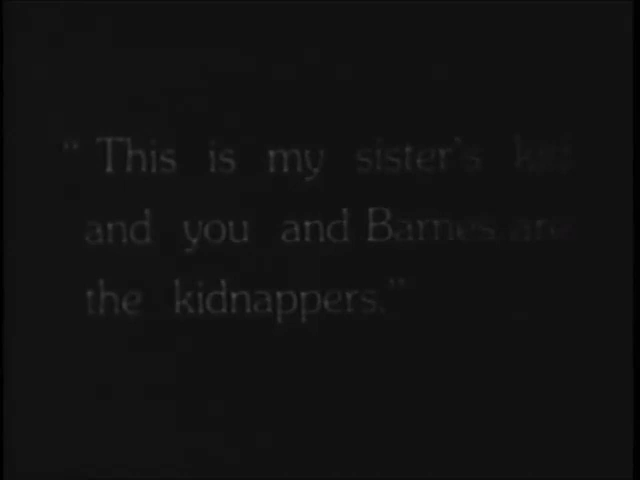 “This is my sister's kid
and you and Barnes are
the kidnappers.”